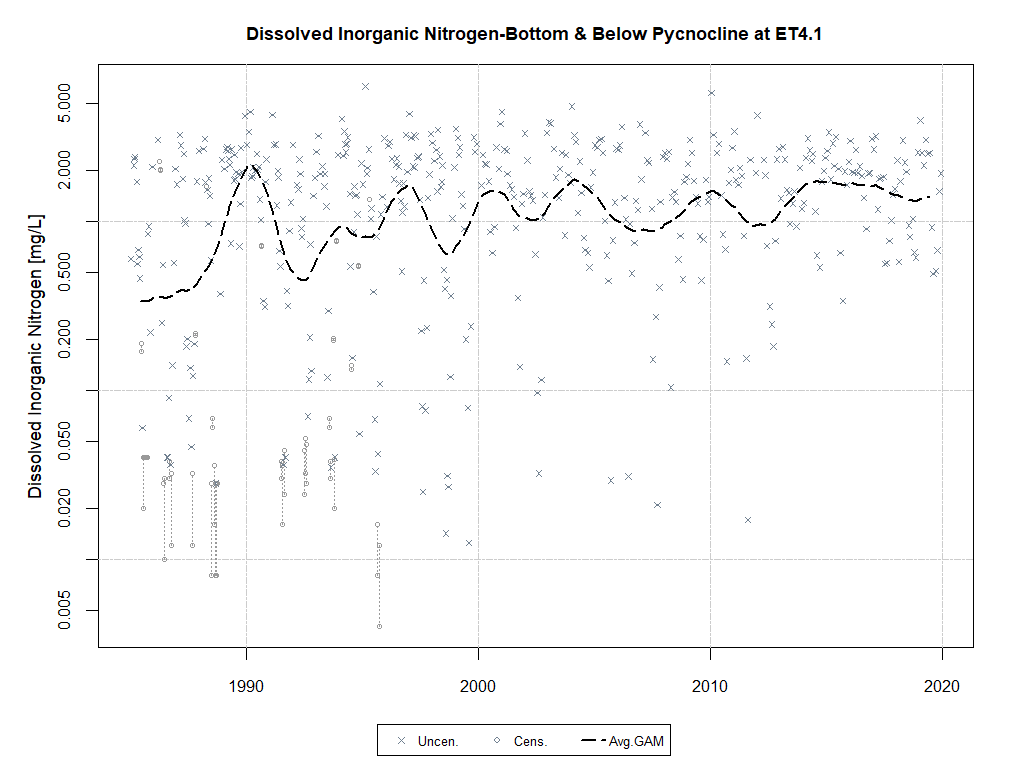 Dissolved Inorganic Nitrogen-Bottom & Below Pycnocline at ET4.1
Dissolved Inorganic Nitrogen [mg/L]
5.000
2.000
0.500
0.200
0.050
0.020
0.005
1990 2000 2010 2020
Uncen. Cens. Avg.GAM